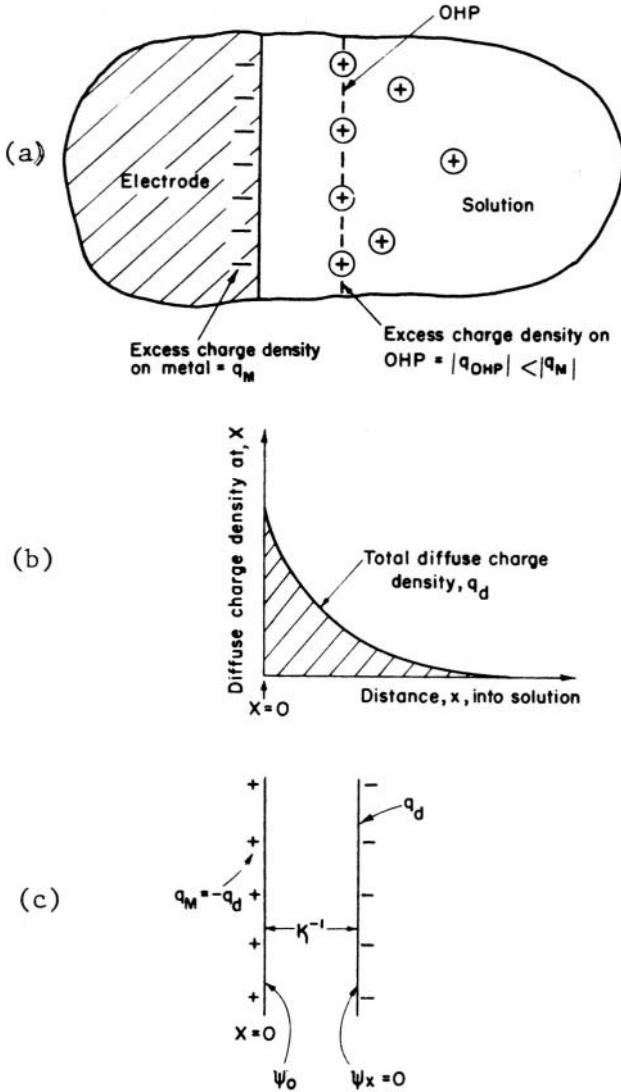 OHP
(a)
Electrode
Solution
Excess charge density
on metal = q_M
Excess charge density on
OHP = |q_OHP| < |q_M|
(b)
Diffuse charge density at, X
Total diffuse charge
density, q_d
X=0
Distance, x, into solution
(c)
q_d
q_M = -q_d
K⁻¹
X=0
ψ_0
ψ_x=0